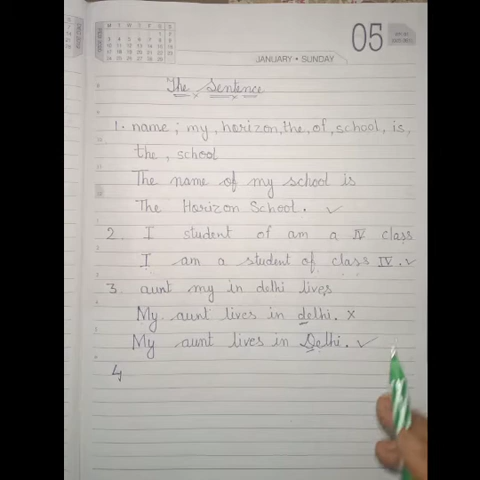 05
JANUARY • SUNDAY
The Sentence
1. name; my, horizon, the, of, school, is,
the, school
The name of my school is
The Horizon School. ✓
2. I student of am a IV class
I am a student of class IV. ✓
3. aunt my in delhi lives
My aunt lives in delhi. x
My aunt lives in Delhi. ✓
4